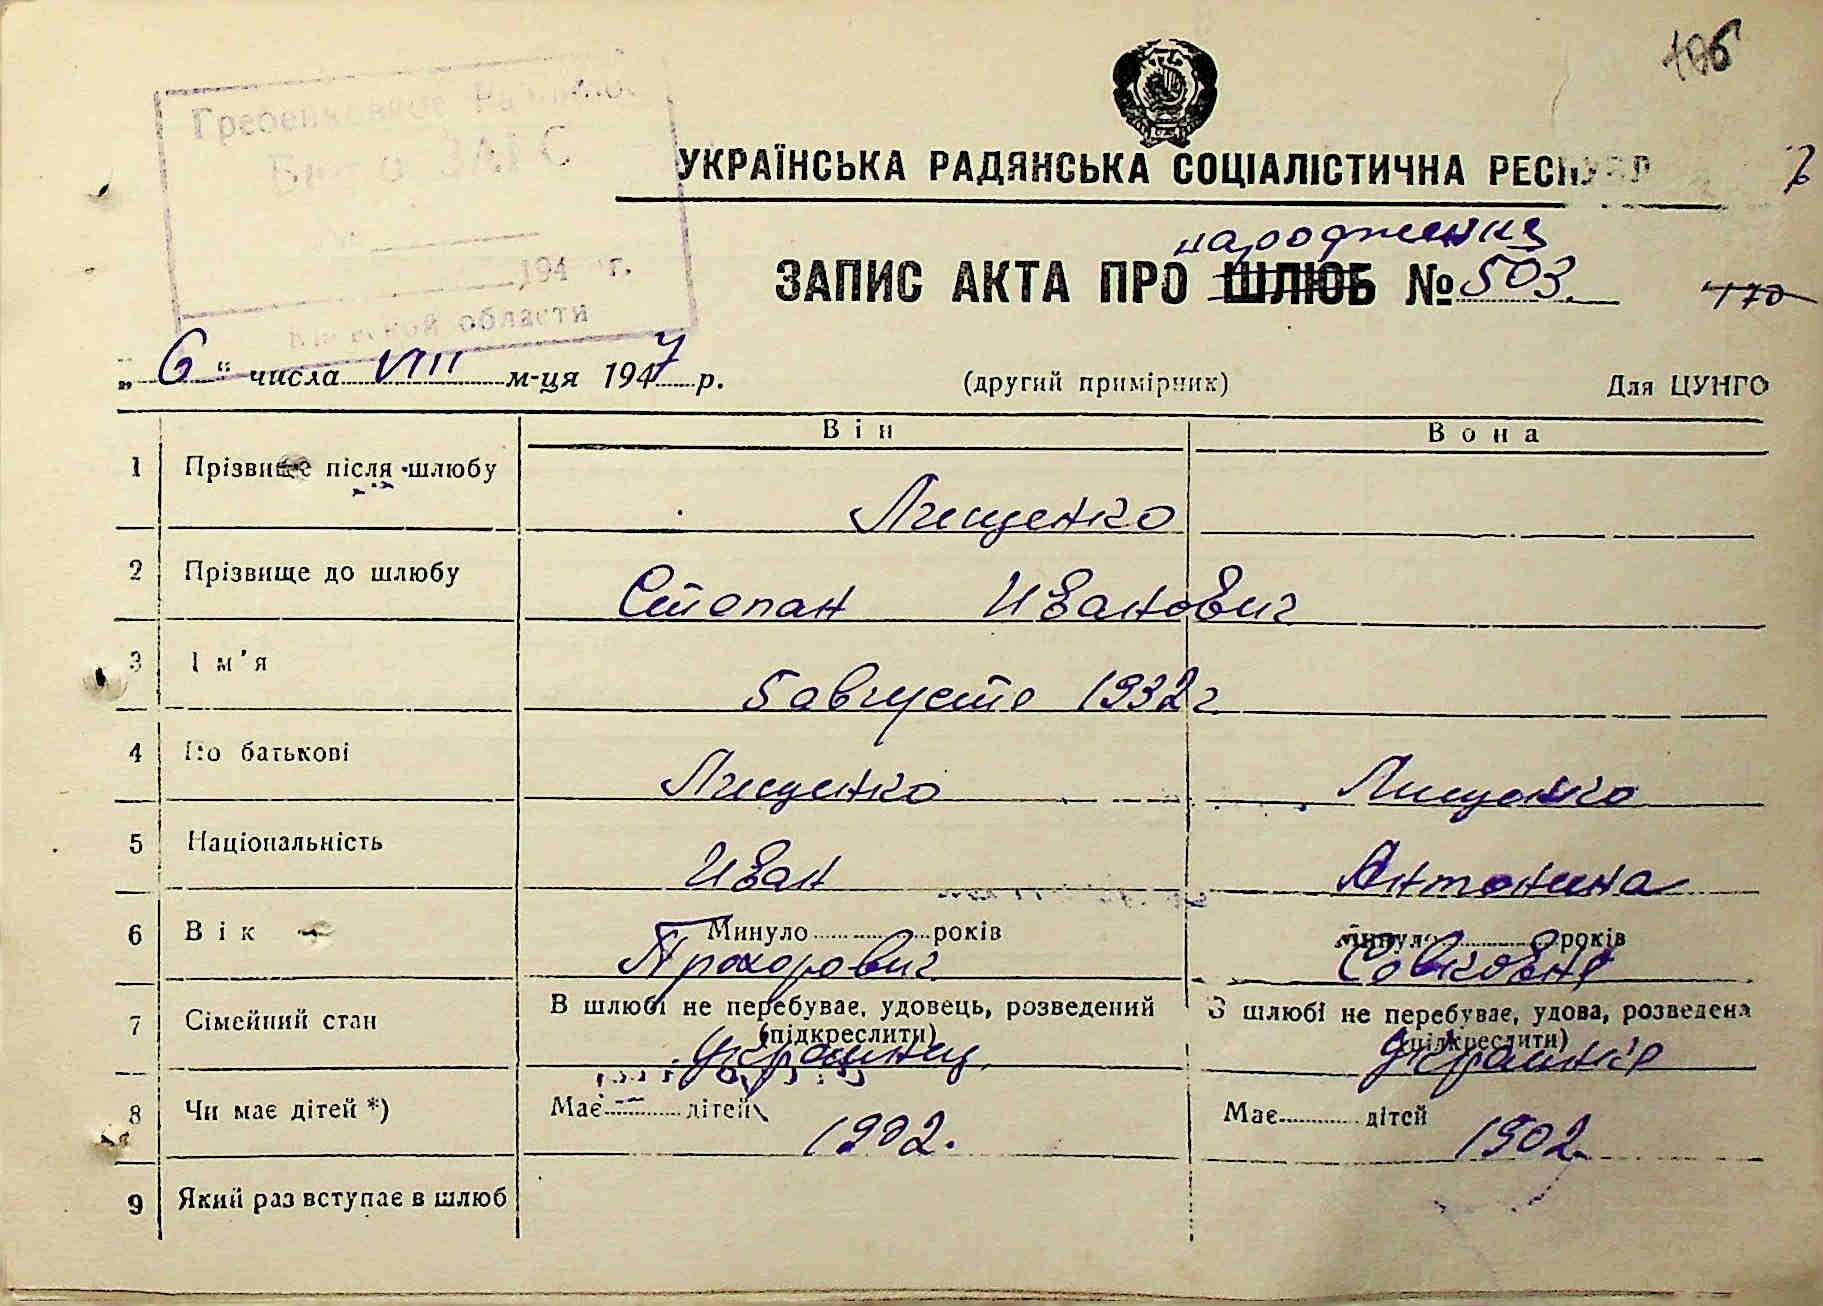 106
Бюро ЗАГС
194 г.
области
УКРАЇНСЬКА РАДЯНСЬКА СОЦІАЛІСТИЧНА
народження
ЗАПИС АКТА ПРО ШЛЮБ № 503.
170
„ 6 “ числа VIII м-ця 1947 р. (другий примірник) Для ЦУНГО
Він Вона
1 Прізвище після шлюбу Лищенко
2 Прізвище до шлюбу Степан Иванович
3 Ім'я 5 августа 1932 г
4 По батькові Лищенко Лищенко
5 Національність Иван Антонина
6 Вік Минуло років Минуло років
Прохорович Савковна
7 Сімейний стан В шлюбі не перебуває, удовець, розведений В шлюбі не перебуває, удова, розведена
(підкреслити) (підкреслити)
украинец украинка
8 Чи має дітей *) Має дітей Має дітей
1902. 1902.
9 Який раз вступає в шлюб